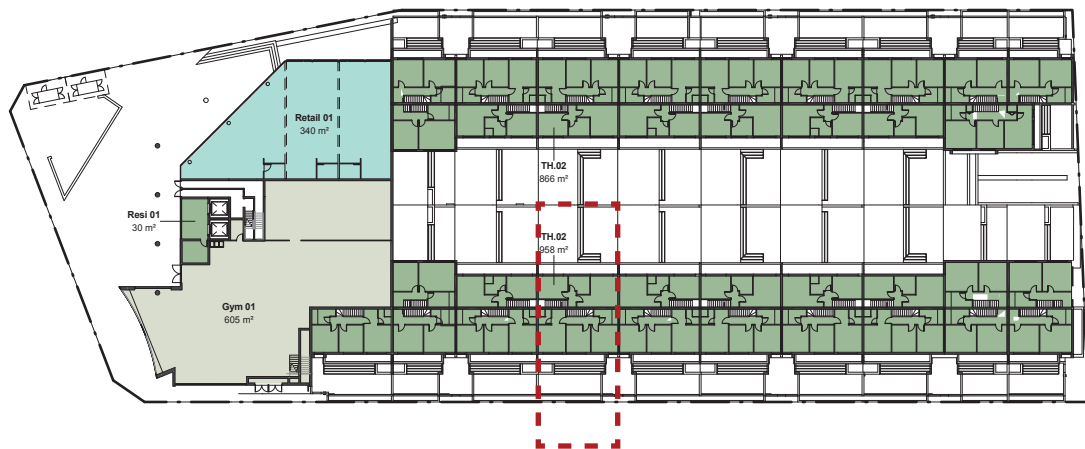 Retail 01
340 m²
TH.02
866 m²
Resi 01
30 m²
TH.02
958 m²
Gym 01
605 m²